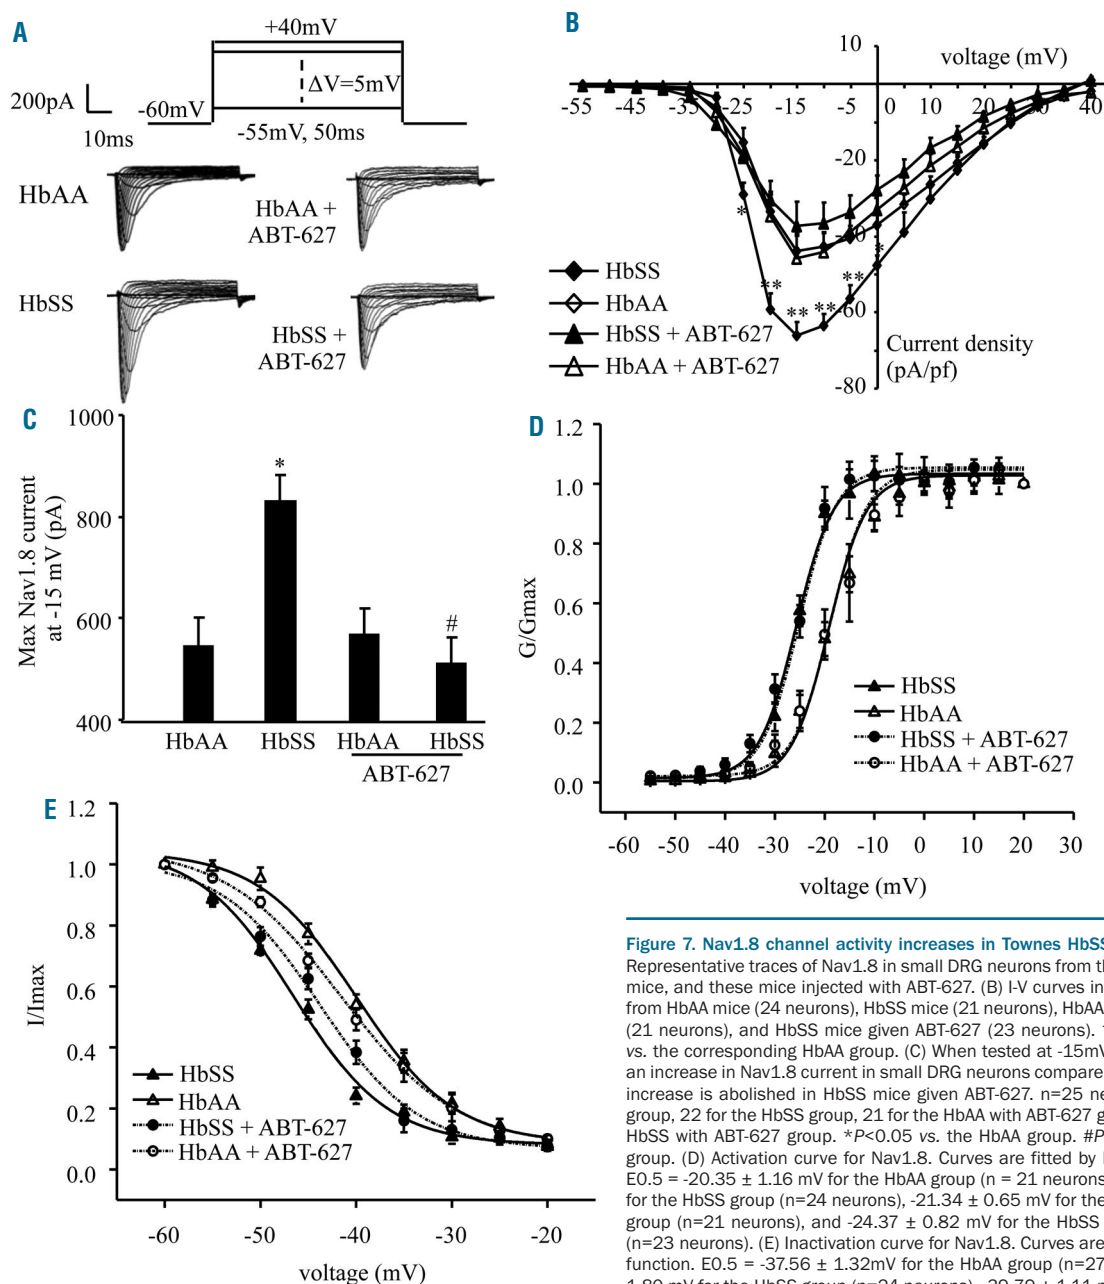 A
+40mV
ΔV=5mV
200pA
-60mV
10ms
-55mV, 50ms
HbAA
HbAA +
ABT-627
HbSS
HbSS +
ABT-627
B
10
voltage (mV)
-55 -45 -35 -25 -15 -5 0 10 20 30 40
-20
-40
-60
-80
* ** ** ** ** *
Current density
(pA/pf)
HbSS
HbAA
HbSS + ABT-627
HbAA + ABT-627
C
1000
800
600
400
Max Nav1.8 current
at -15 mV (pA)
*
#
HbAA HbSS HbAA HbSS
ABT-627
D
1.2
1.0
0.8
0.6
0.4
0.2
0.0
G/Gmax
HbSS
HbAA
HbSS + ABT-627
HbAA + ABT-627
-60 -50 -40 -30 -20 -10 0 10 20 30
voltage (mV)
E
1.2
1.0
0.8
0.6
0.4
0.2
0.0
I/Imax
HbSS
HbAA
HbSS + ABT-627
HbAA + ABT-627
-60 -50 -40 -30 -20
voltage (mV)
Figure 7. Nav1.8 channel activity increases in Townes HbSS
Representative traces of Nav1.8 in small DRG neurons from
mice, and these mice injected with ABT-627. (B) I-V curves in
from HbAA mice (24 neurons), HbSS mice (21 neurons), HbAA
(21 neurons), and HbSS mice given ABT-627 (23 neurons).
vs. the corresponding HbAA group. (C) When tested at -15mV
an increase in Nav1.8 current in small DRG neurons compare
increase is abolished in HbSS mice given ABT-627. n=25
group, 22 for the HbSS group, 21 for the HbAA with ABT-627
HbSS with ABT-627 group. *P<0.05 vs. the HbAA group. #P
group. (D) Activation curve for Nav1.8. Curves are fitted by
E0.5 = -20.35 ± 1.16 mV for the HbAA group (n = 21 neurons
for the HbSS group (n=24 neurons), -21.34 ± 0.65 mV for the
group (n=21 neurons), and -24.37 ± 0.82 mV for the HbSS
(n=23 neurons). (E) Inactivation curve for Nav1.8. Curves are
function. E0.5 = -37.56 ± 1.32mV for the HbAA group (n=27